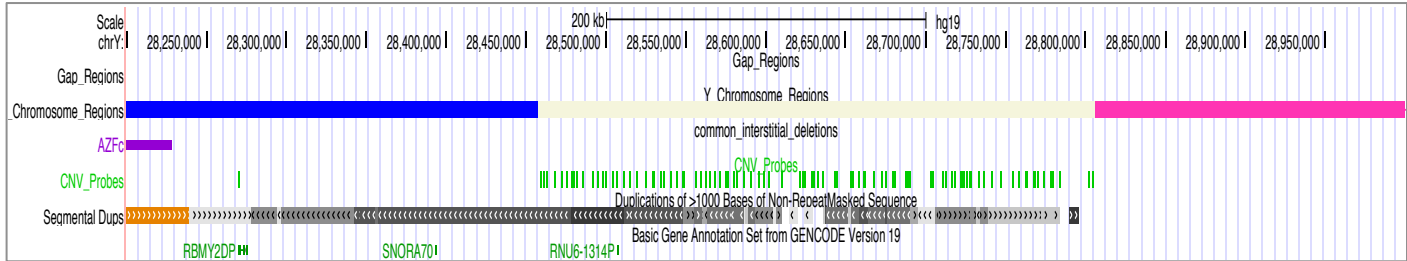 Scale 200 kb hg19
chrY: 28,250,000 28,300,000 28,350,000 28,400,000 28,450,000 28,500,000 28,550,000 28,600,000 28,650,000 28,700,000 28,750,000 28,800,000 28,850,000 28,900,000 28,950,000
Gap_Regions
Gap_Regions
Y_Chromosome_Regions
_Chromosome_Regions
common_interstitial_deletions
AZFc
CNV_Probes
CNV_Probes
Duplications of >1000 Bases of Non-RepeatMasked Sequence
Segmental Dups
Basic Gene Annotation Set from GENCODE Version 19
RBMY2DP SNORA70 RNU6-1314P